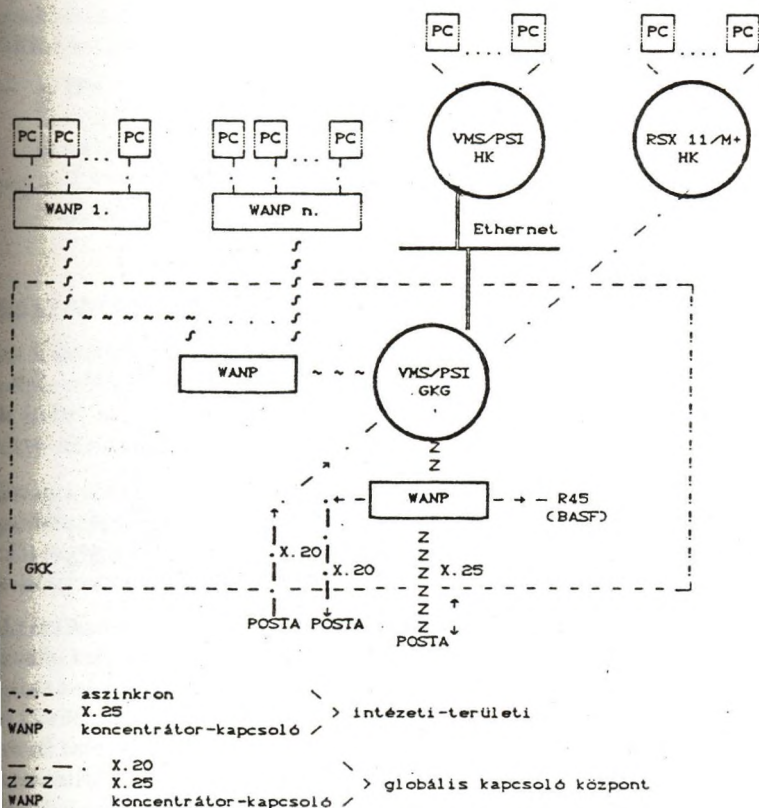 PC .... PC PC .... PC
VMS/PSI HK
RSX 11/M+ HK
PC PC ... PC PC PC ... PC
WANP 1. WANP n.
Ethernet
WANP
VMS/PSI GKG
WANP
R45
(BASF)
X.20
X.20
X.25
GKK
POSTA POSTA
POSTA
-.-.- aszinkron
~ ~ ~ X.25 > intézeti-területi
WANP koncentrátor-kapcsoló
— . — . X.20
Z Z Z X.25 > globális kapcsoló központ
WANP koncentrátor-kapcsoló